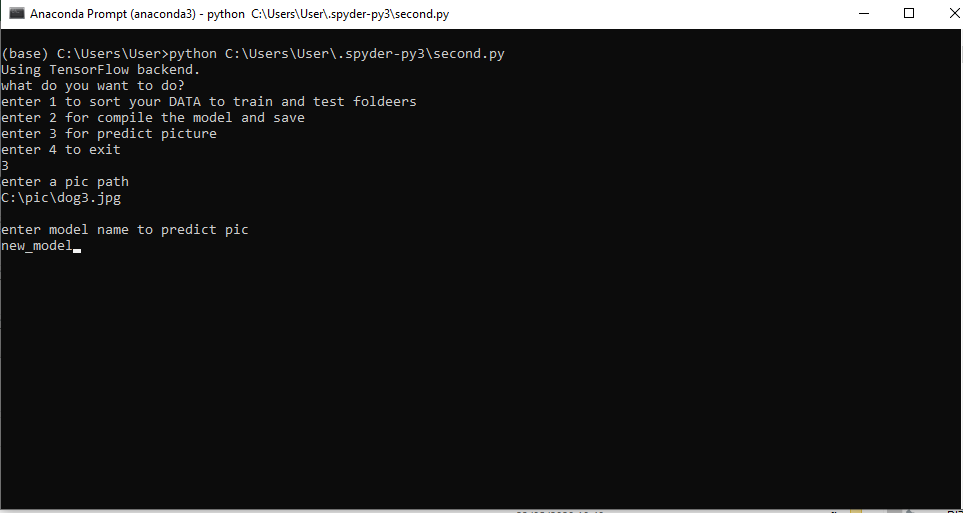 Anaconda Prompt (anaconda3) - python  C:\Users\User\.spyder-py3\second.py
(base) C:\Users\User>python C:\Users\User\.spyder-py3\second.py
Using TensorFlow backend.
what do you want to do?
enter 1 to sort your DATA to train and test foldeers
enter 2 for compile the model and save
enter 3 for predict picture
enter 4 to exit
3
enter a pic path
C:\pic\dog3.jpg
enter model name to predict pic
new_model